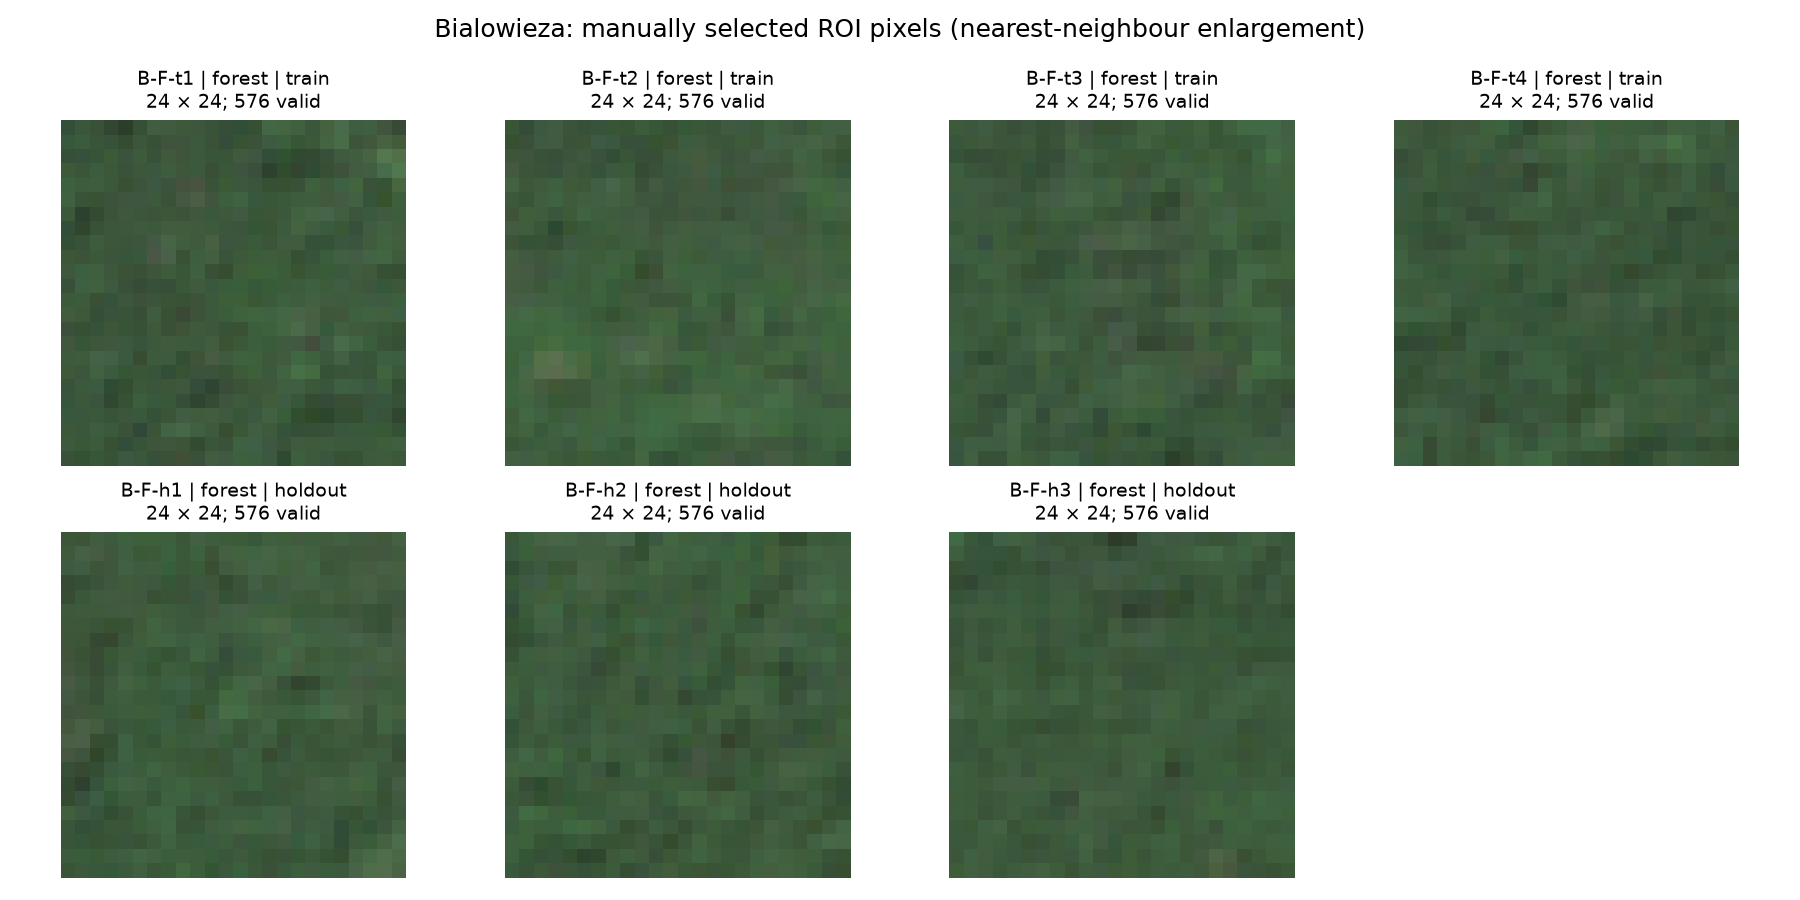 Bialowieza: manually selected ROI pixels (nearest-neighbour enlargement)
B-F-t1 | forest | train
24 × 24; 576 valid
B-F-t2 | forest | train
24 × 24; 576 valid
B-F-t3 | forest | train
24 × 24; 576 valid
B-F-t4 | forest | train
24 × 24; 576 valid
B-F-h1 | forest | holdout
24 × 24; 576 valid
B-F-h2 | forest | holdout
24 × 24; 576 valid
B-F-h3 | forest | holdout
24 × 24; 576 valid